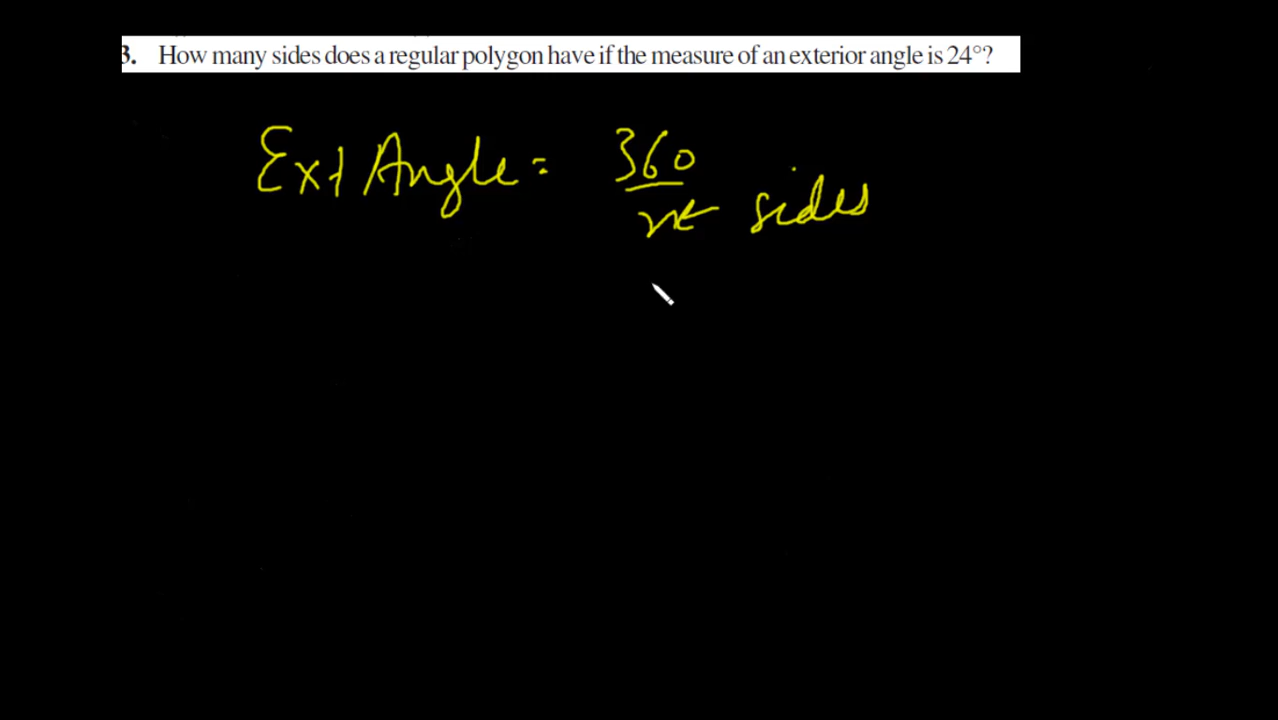 3. How many sides does a regular polygon have if the measure of an exterior angle is 24°?
Ext Angle = 360
n ← sides